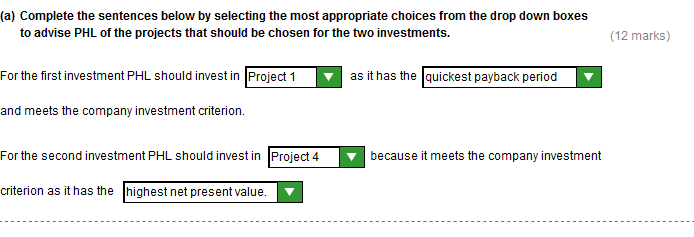 (a) Complete the sentences below by selecting the most appropriate choices from the drop down boxes
to advise PHL of the projects that should be chosen for the two investments.
(12 marks)
For the first investment PHL should invest in Project 1 as it has the quickest payback period
and meets the company investment criterion.
For the second investment PHL should invest in Project 4 because it meets the company investment
criterion as it has the highest net present value.